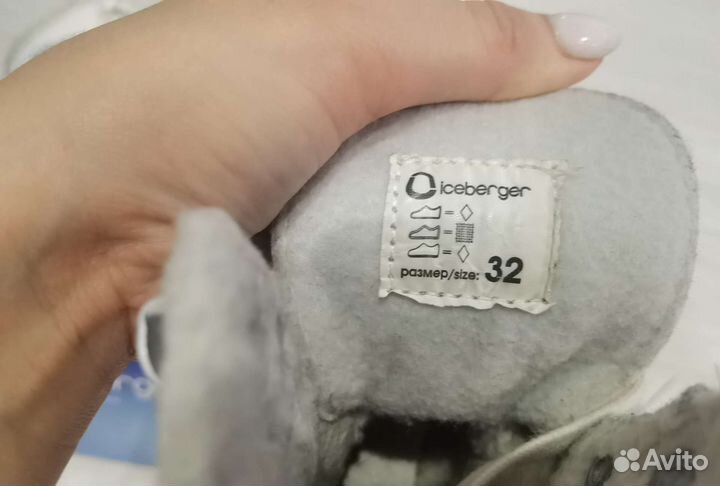 iceberger
=
=
=
размер/size: 32
Avito